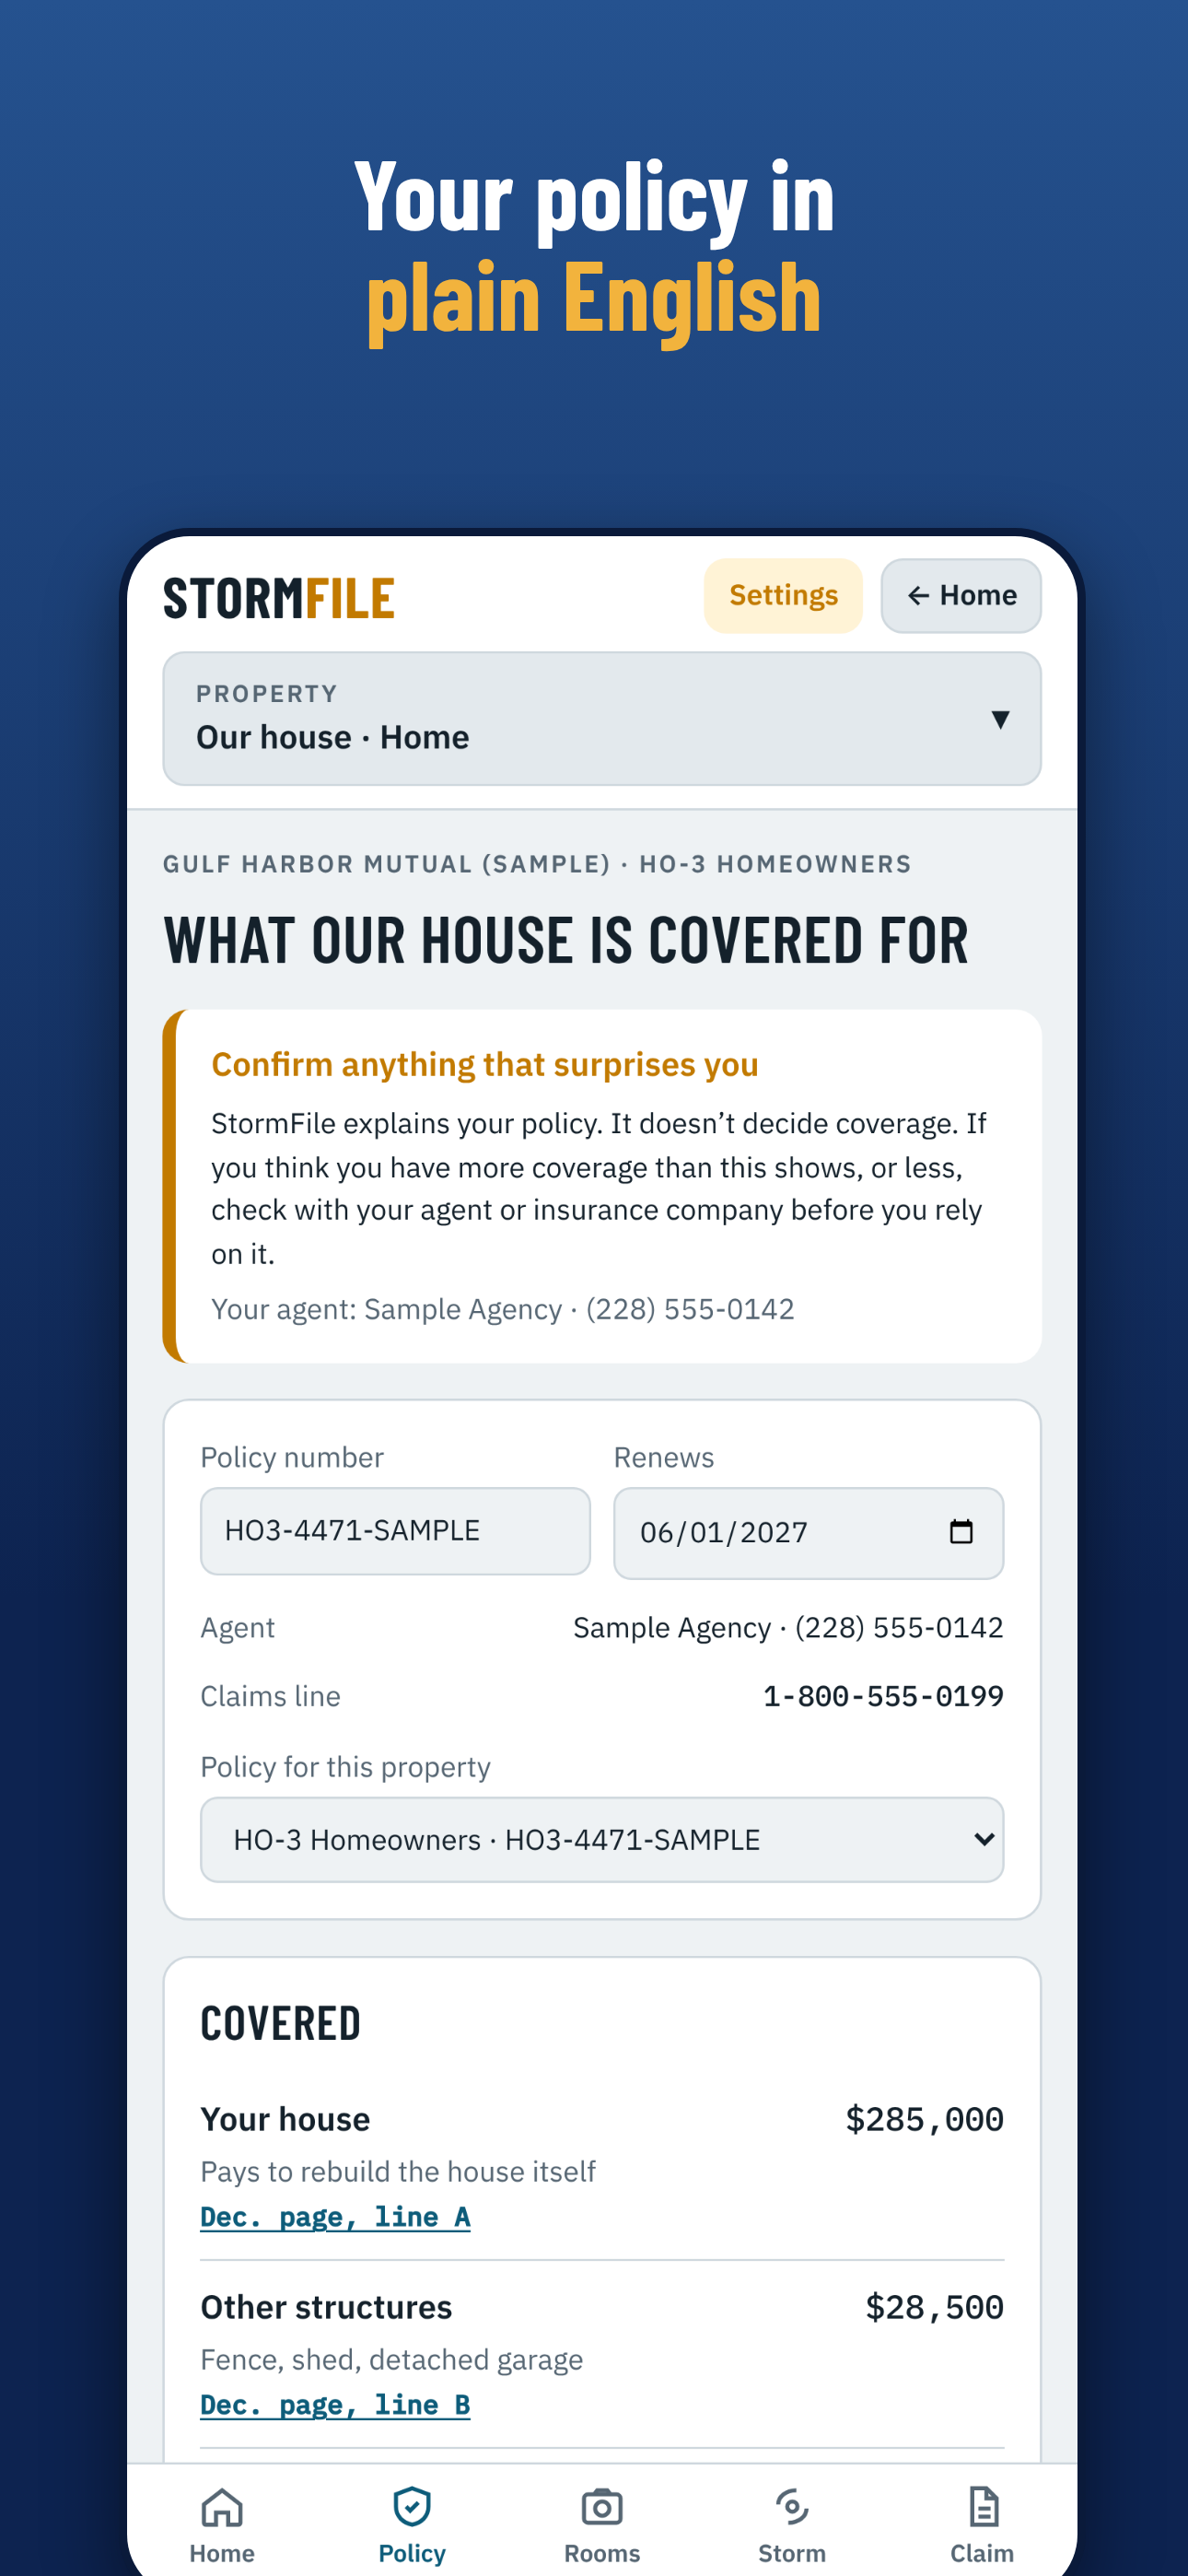 Your policy in
plain English
STORMFILE
Settings
← Home
PROPERTY
Our house · Home
▼
GULF HARBOR MUTUAL (SAMPLE) · HO-3 HOMEOWNERS
WHAT OUR HOUSE IS COVERED FOR
Confirm anything that surprises you
StormFile explains your policy. It doesn’t decide coverage. If
you think you have more coverage than this shows, or less,
check with your agent or insurance company before you rely
on it.
Your agent: Sample Agency · (228) 555-0142
Policy number
Renews
HO3-4471-SAMPLE
06/01/2027
Agent
Sample Agency · (228) 555-0142
Claims line
1-800-555-0199
Policy for this property
HO-3 Homeowners · HO3-4471-SAMPLE
COVERED
Your house
$285,000
Pays to rebuild the house itself
Dec. page, line A
Other structures
$28,500
Fence, shed, detached garage
Dec. page, line B
Home
Policy
Rooms
Storm
Claim